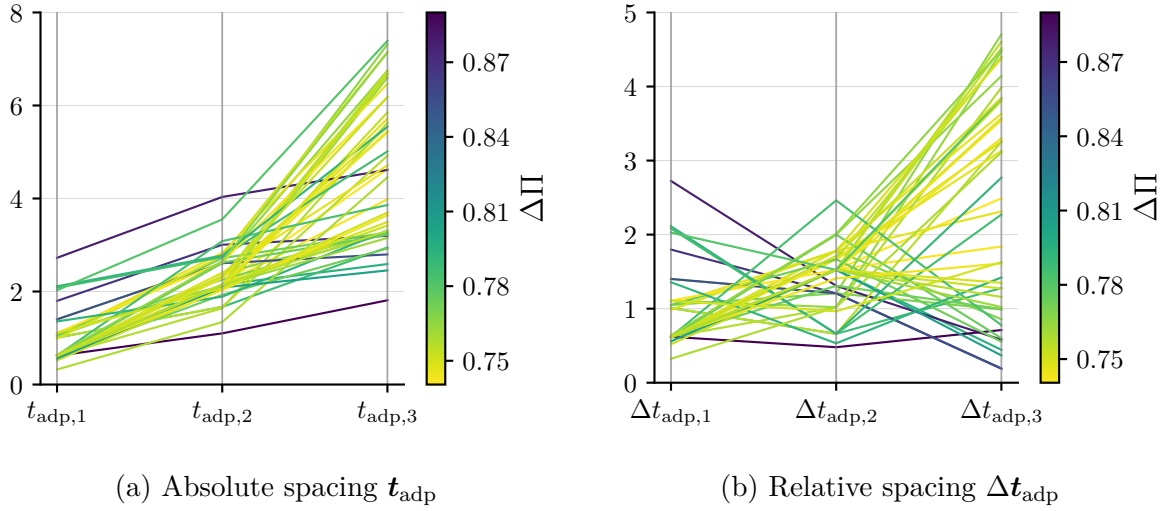 8
6
4
2
0
t_adp,1
t_adp,2
t_adp,3
0.87
0.84
0.81
0.78
0.75
ΔΠ
5
4
3
2
1
0
Δt_adp,1
Δt_adp,2
Δt_adp,3
0.87
0.84
0.81
0.78
0.75
ΔΠ
(a) Absolute spacing t_adp
(b) Relative spacing Δt_adp